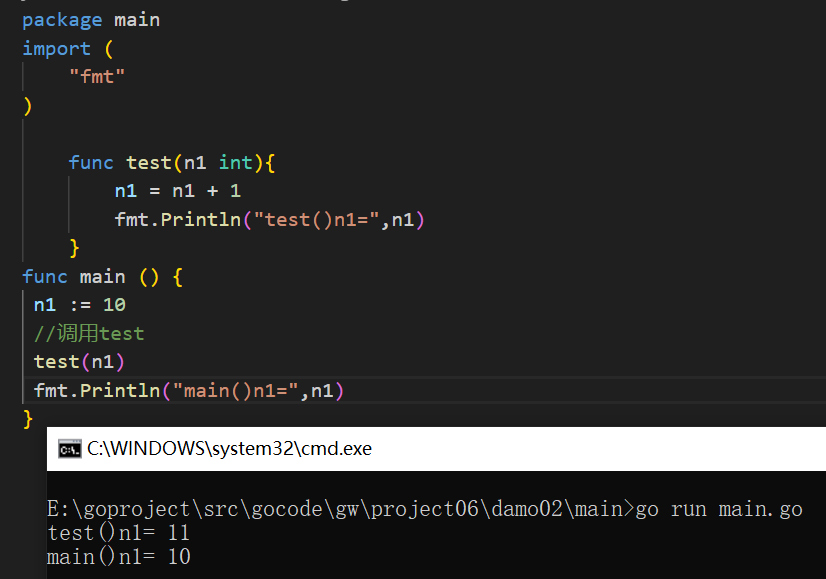 package main
import (
"fmt"
)
func test(n1 int){
n1 = n1 + 1
fmt.Println("test()n1=",n1)
}
func main () {
n1 := 10
//调用test
test(n1)
fmt.Println("main()n1=",n1)
}
C:\WINDOWS\system32\cmd.exe
E:\goproject\src\gocode\gw\project06\damo02\main>go run main.go
test()n1= 11
main()n1= 10